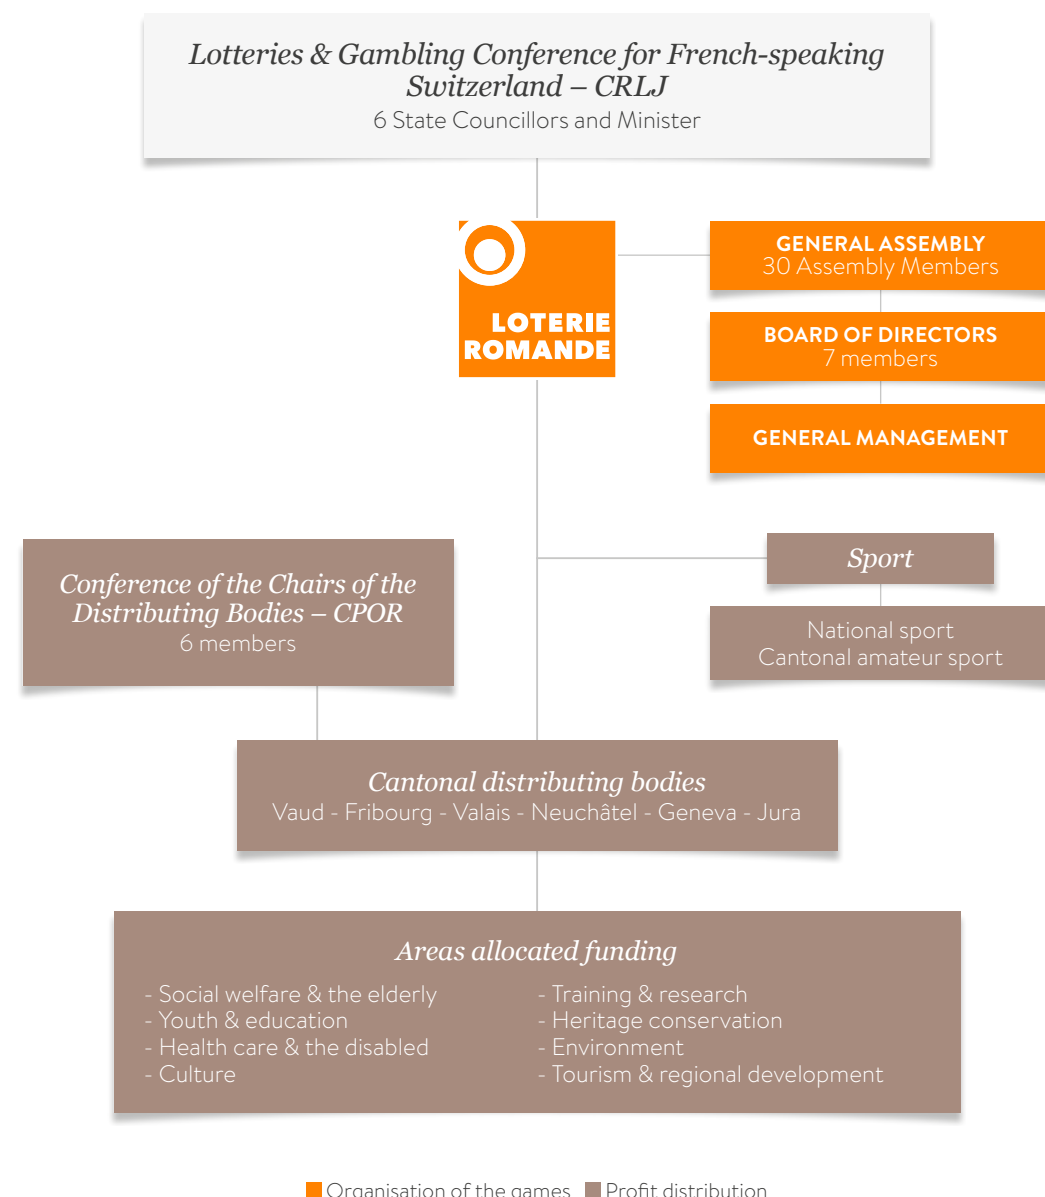 Lotteries & Gambling Conference for French-speaking
Switzerland – CRLJ
6 State Councillors and Minister
LOTERIE
ROMANDE
GENERAL ASSEMBLY
30 Assembly Members
BOARD OF DIRECTORS
7 members
GENERAL MANAGEMENT
Sport
National sport
Cantonal amateur sport
Conference of the Chairs of the
Distributing Bodies – CPOR
6 members
Cantonal distributing bodies
Vaud - Fribourg - Valais - Neuchâtel - Geneva - Jura
Areas allocated funding
- Social welfare & the elderly
- Youth & education
- Health care & the disabled
- Culture
- Training & research
- Heritage conservation
- Environment
- Tourism & regional development
Organisation of the games
Profit distribution